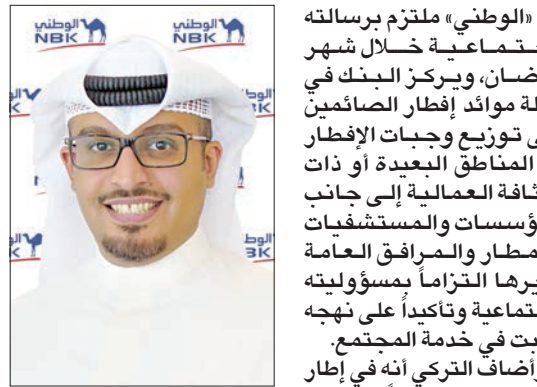 الوطني
NBK
الوطني
NBK
«الوطني» ملتزم برسالته
خلال شهر
ويركز البنك في
موائد إفطار الصائمين
توزيع وجبات الإفطار
المناطق البعيدة أو ذات
العمالية إلى جانب
والمستشفيات
والمرافق العامة
التزاماً بمسؤوليته
وتأكيداً على نهجه
في خدمة المجتمع.
وأضاف التركي أنه في إطار